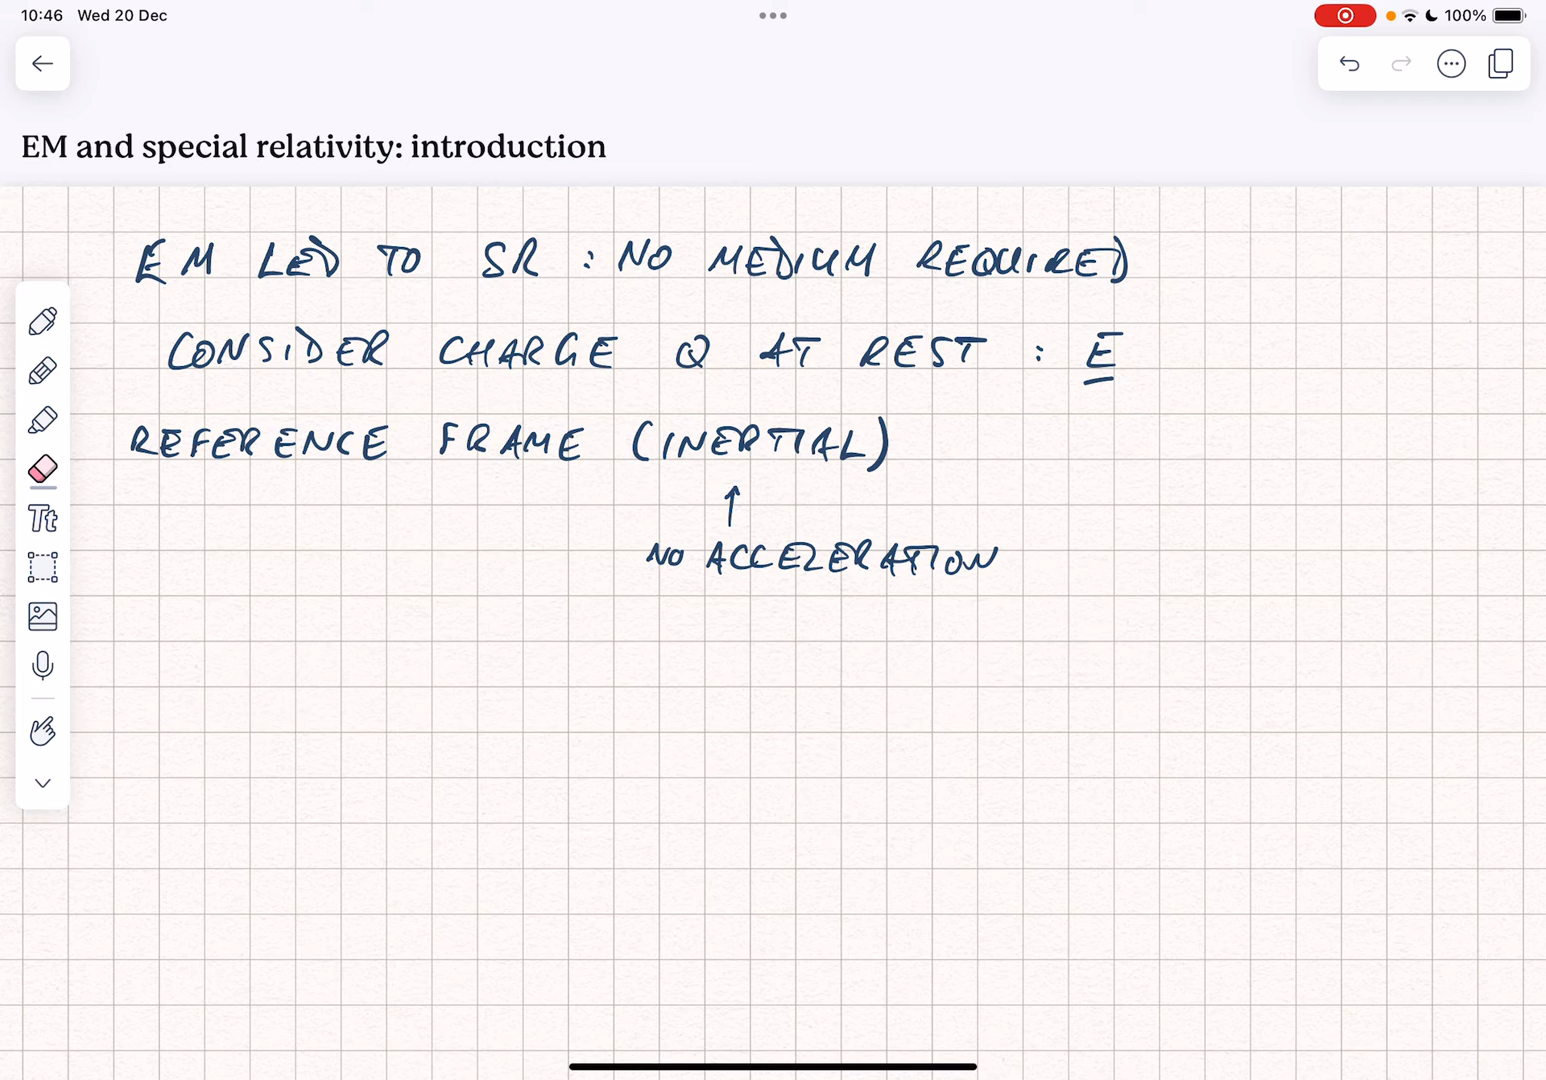 10:46 Wed 20 Dec
100%
EM and special relativity: introduction
EM LED TO SR : NO MEDIUM REQUIRED
CONSIDER CHARGE Q AT REST : E
REFERENCE FRAME (INERTIAL)
↑
NO ACCELERATION
Tt